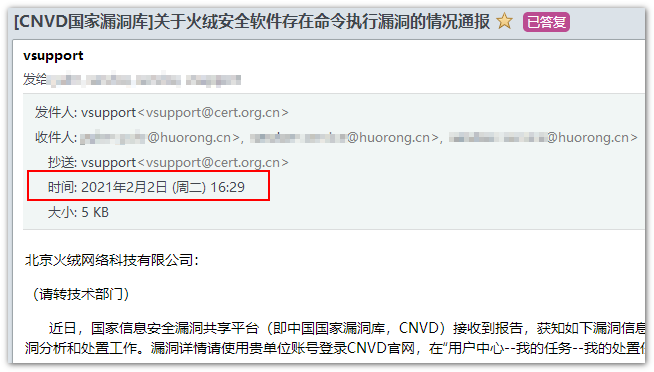 [CNVD国家漏洞库]关于火绒安全软件存在命令执行漏洞的情况通报 已答复
vsupport
发给
发件人: vsupport<vsupport@cert.org.cn>
收件人: @huorong.cn>, @huorong.cn>, @huorong.cn>
抄送: vsupport<vsupport@cert.org.cn>
时间: 2021年2月2日 (周二) 16:29
大小: 5 KB
北京火绒网络科技有限公司:
（请转技术部门）
近日，国家信息安全漏洞共享平台（即中国国家漏洞库，CNVD）接收到报告，获知如下漏洞信息
洞分析和处置工作。漏洞详情请使用贵单位账号登录CNVD官网，在"用户中心--我的任务--我的处置